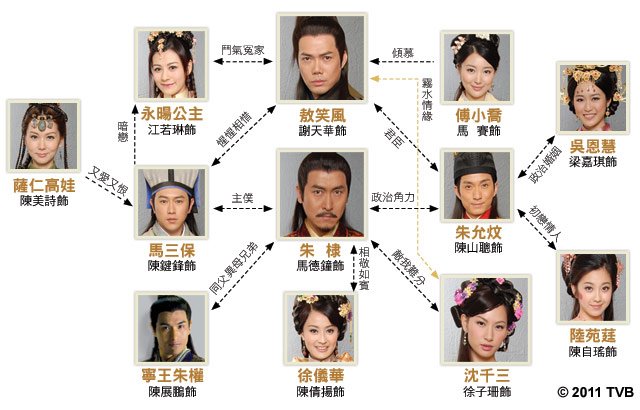 鬥氣冤家
傾慕
永暘公主
江若琳飾
敖笑風
謝天華飾
傅小喬
馬　賽飾
霧水情緣
吳恩慧
梁嘉琪飾
暗戀
惺惺相惜
君臣
政治婚姻
薩仁高娃
陳美詩飾
又愛又恨
主僕
政治角力
馬三保
陳鍵鋒飾
朱　棣
馬德鐘飾
朱允炆
陳山聰飾
初戀情人
同父異母兄弟
相敬如賓
敵我難分
陸苑莛
陳自瑤飾
寧王朱權
陳展鵬飾
徐儀華
陳倩揚飾
沈千三
徐子珊飾
© 2011 TVB